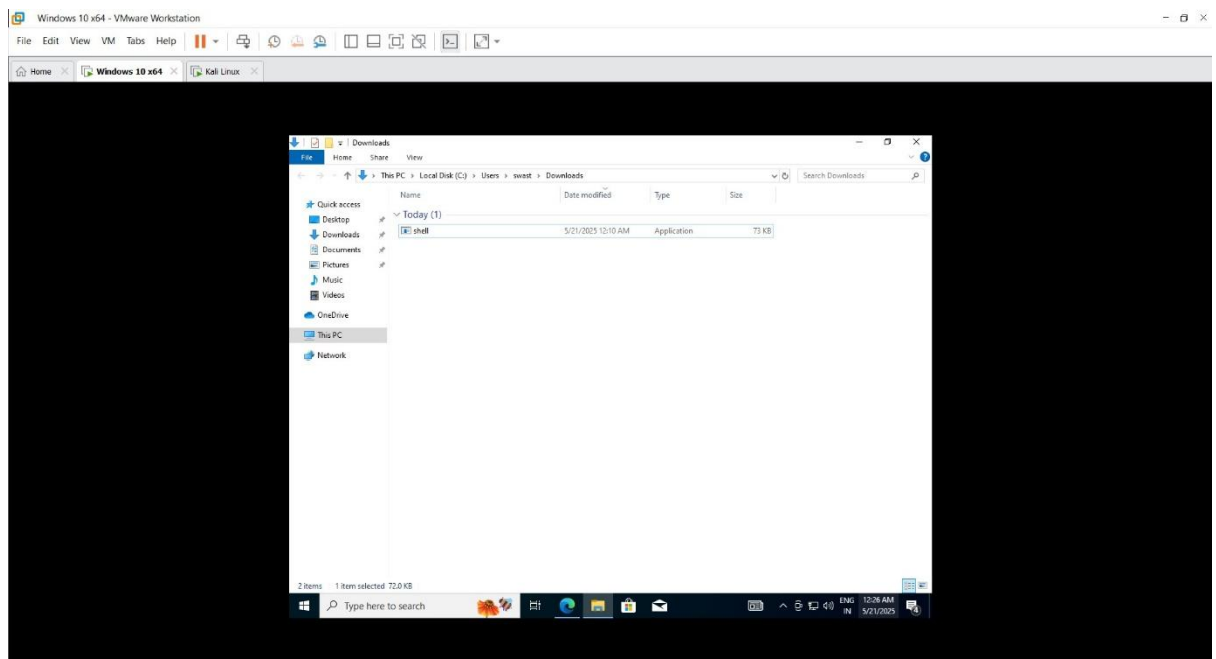 Windows 10 x64 - VMware Workstation
File Edit View VM Tabs Help
Home Windows 10 x64 Kali Linux
Downloads
File Home Share View
This PC Local Disk (C:) Users swast Downloads Search Downloads
Name Date modified Type Size
Quick access
Today (1)
Desktop
shell 5/21/2025 12:10 AM Application 73 KB
Downloads
Documents
Pictures
Music
Videos
OneDrive
This PC
Network
2 items 1 item selected 72.0 KB
Type here to search ENG 12:26 AM
IN 5/21/2025